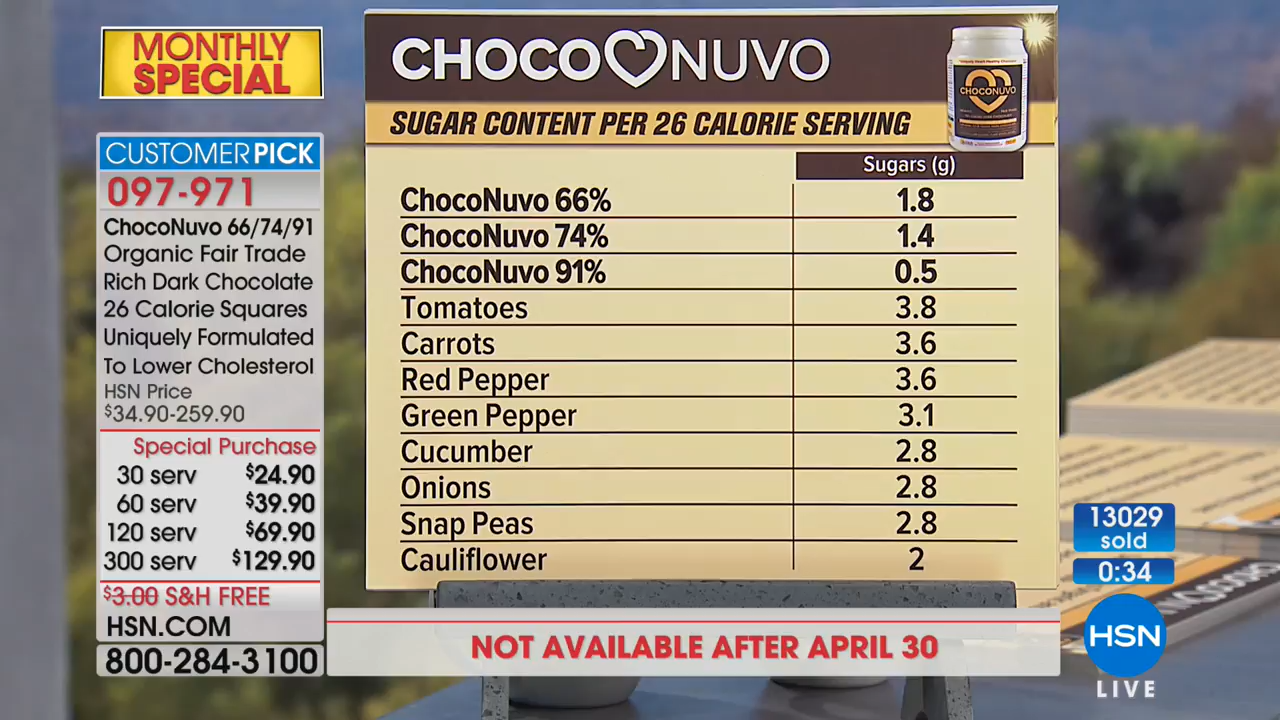 MONTHLY
SPECIAL
CUSTOMER PICK
097-971
ChocoNuvo 66/74/91
Organic Fair Trade
Rich Dark Chocolate
26 Calorie Squares
Uniquely Formulated
To Lower Cholesterol
HSN Price
$34.90-259.90
Special Purchase
30 serv $24.90
60 serv $39.90
120 serv $69.90
300 serv $129.90
$3.00 S&H FREE
HSN.COM
800-284-3100
CHOCONUVO
CHOCONUVO
SUGAR CONTENT PER 26 CALORIE SERVING
Sugars (g)
ChocoNuvo 66% 1.8
ChocoNuvo 74% 1.4
ChocoNuvo 91% 0.5
Tomatoes 3.8
Carrots 3.6
Red Pepper 3.6
Green Pepper 3.1
Cucumber 2.8
Onions 2.8
Snap Peas 2.8
Cauliflower 2
NOT AVAILABLE AFTER APRIL 30
13029
sold
0:34
HSN
LIVE